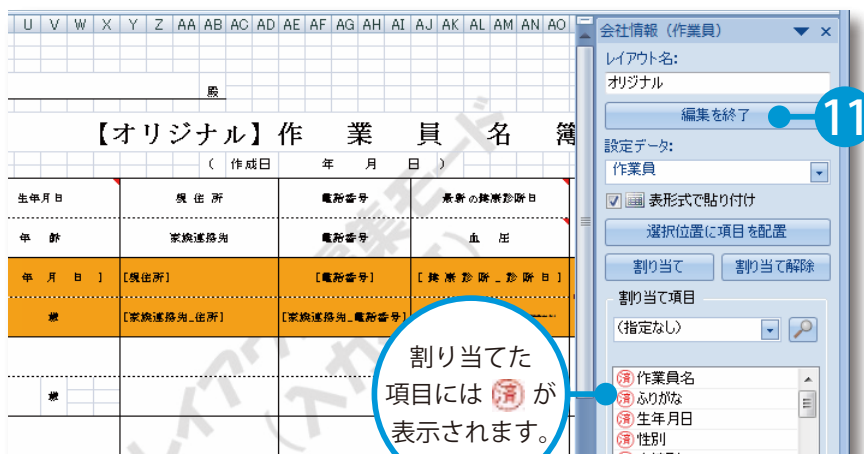 U V W X Y Z AA AB AC AD AE AF AG AH AI AJ AK AL AM AN AO
殿
【オリジナル】作業員名簿
( 作成日 年 月 日 )
生年月日 現住所 電話番号 最新の健康診断日
年齢 家族連絡先 電話番号 血圧
年 月 日 ] [現住所] [電話番号] [健康診断_診断日]
歳 [家族連絡先_住所] [家族連絡先_電話番号]
歳
会社情報(作業員)
レイアウト名:
オリジナル
編集を終了
11
設定データ:
作業員
表形式で貼り付け
選択位置に項目を配置
割り当て 割り当て解除
割り当て項目
(指定なし)
済 作業員名
済 ふりがな
済 生年月日
済 性別
割り当てた
項目には 済 が
表示されます。